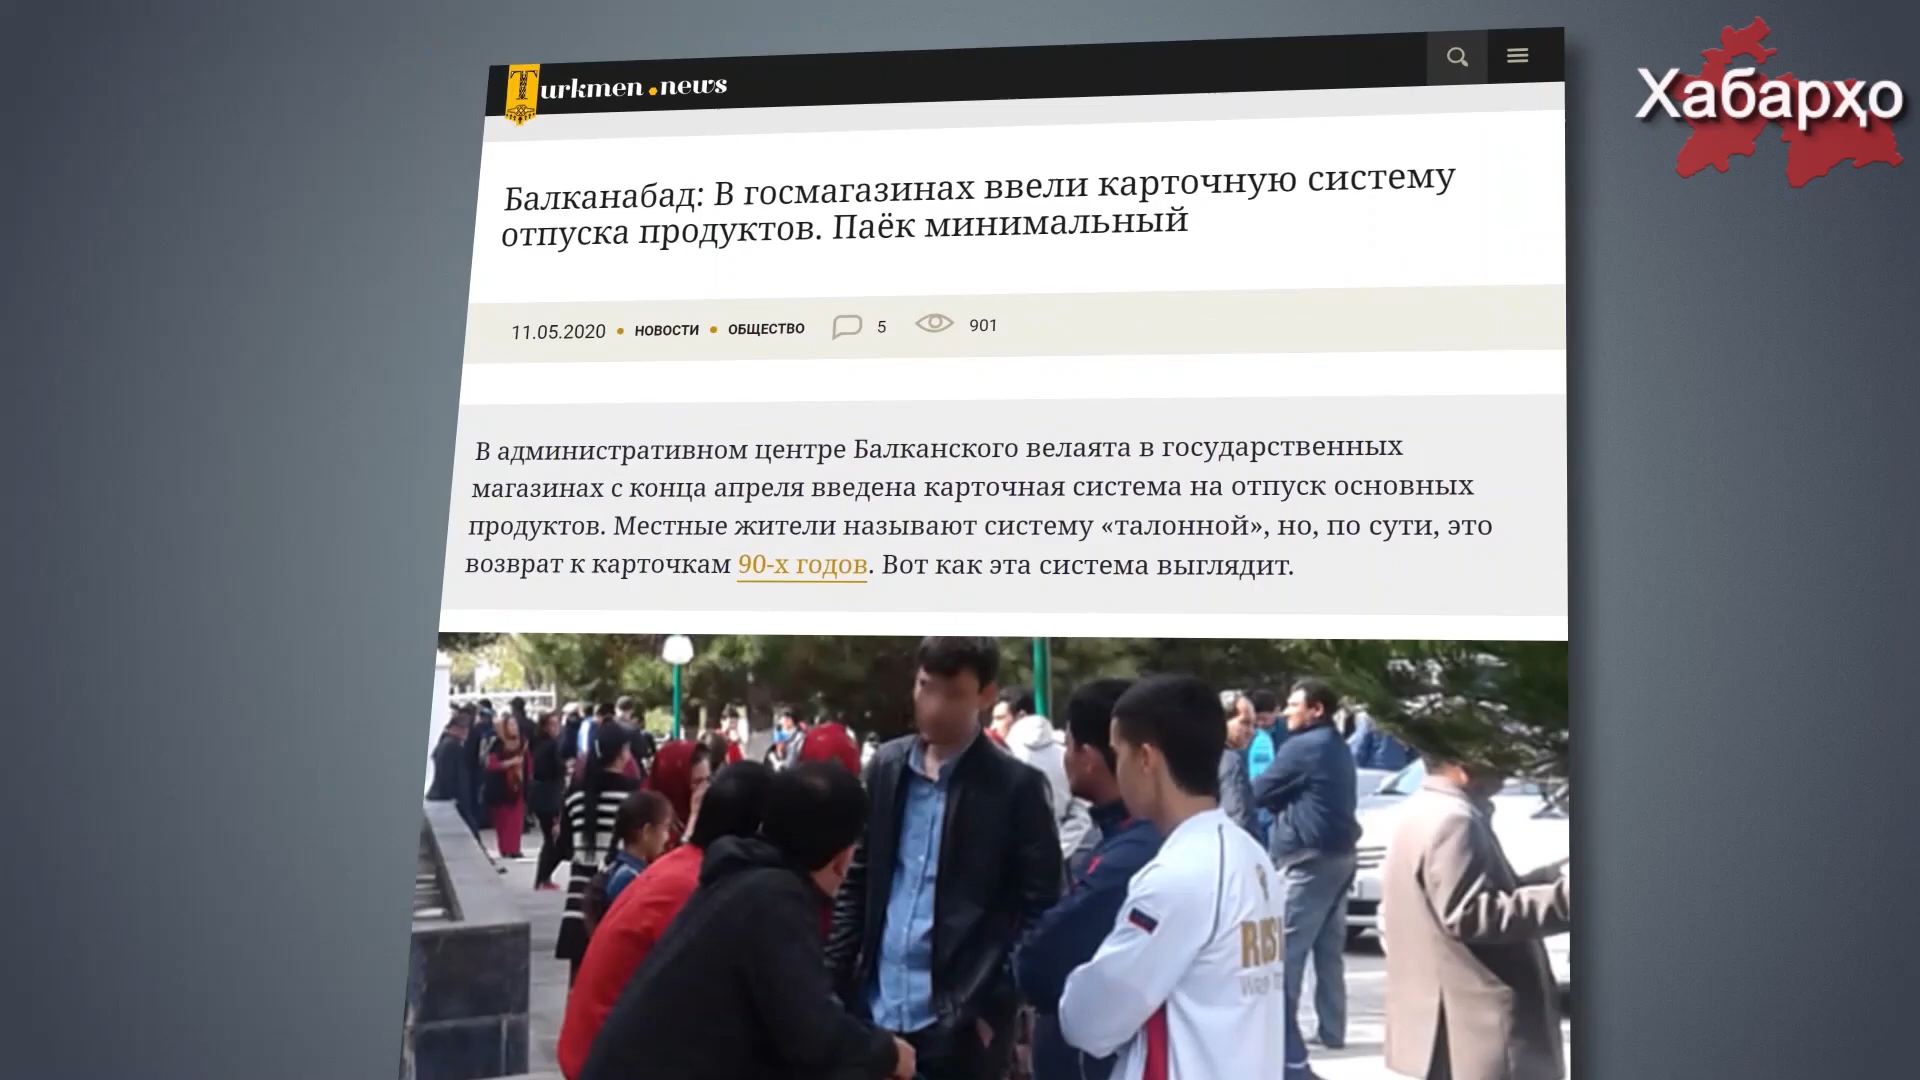 Turkmen.news
Хабарҳо
Балканабад: В госмагазинах ввели карточную систему
отпуска продуктов. Паёк минимальный
11.05.2020 • НОВОСТИ • ОБЩЕСТВО 5 901
В административном центре Балканского велаята в государственных
магазинах с конца апреля введена карточная система на отпуск основных
продуктов. Местные жители называют систему «талонной», но, по сути, это
возврат к карточкам 90-х годов. Вот как эта система выглядит.